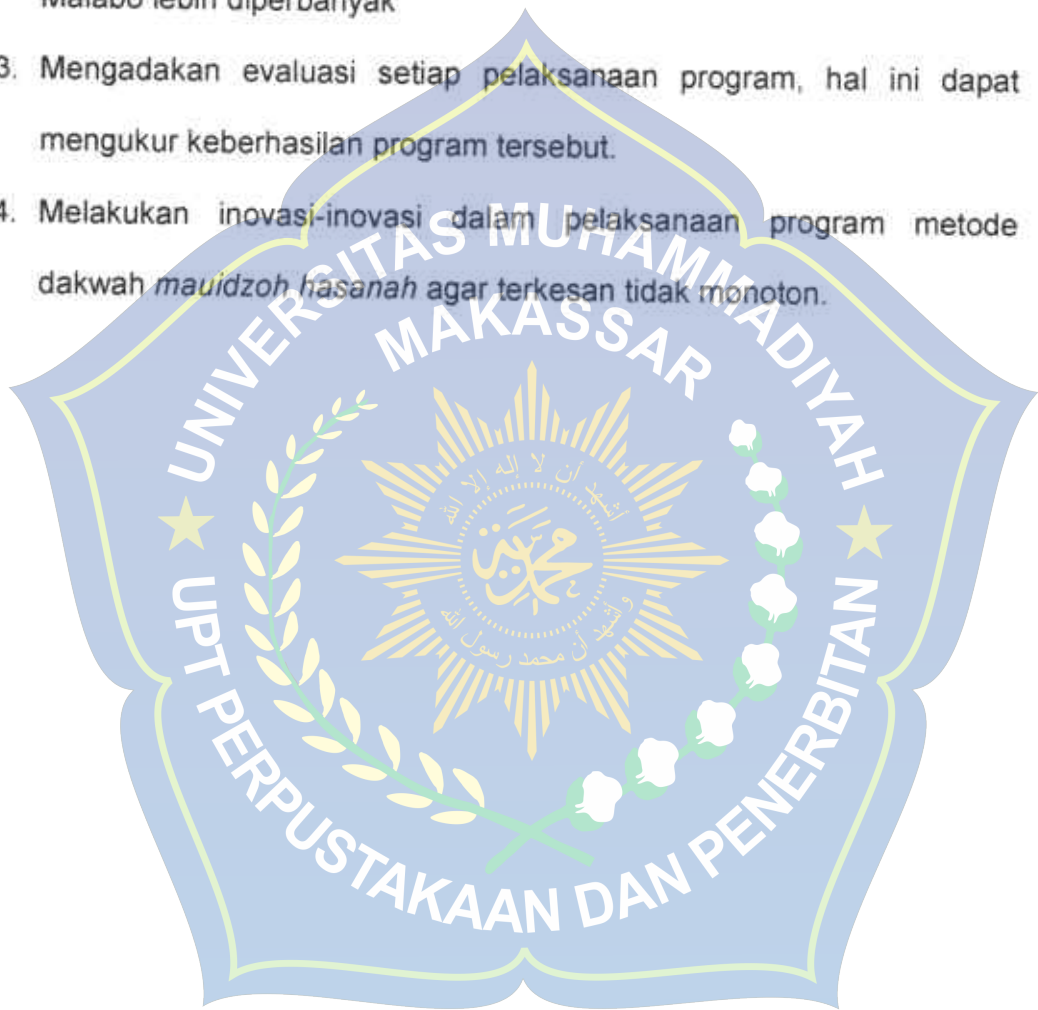 Malabo lebih diperbanyak
3. Mengadakan evaluasi setiap pelaksanaan program, hal ini dapat
mengukur keberhasilan program tersebut.
4. Melakukan inovasi-inovasi dalam pelaksanaan program metode
dakwah mauidzoh hasanah agar terkesan tidak monoton.
UNIVERSITAS MUHAMMADIYAH
MAKASSAR
أشهد أن لا إله إلا الله
محمدية
وأشهد أن محمد رسول الله
UPT PERPUSTAKAAN DAN PENERBITAN